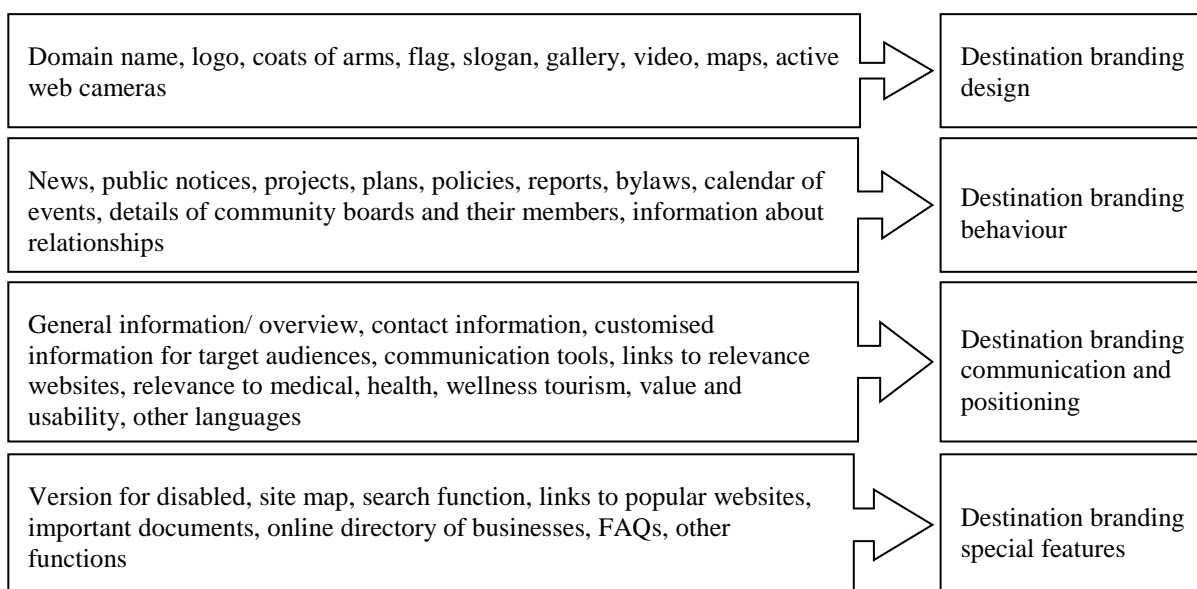 Domain name, logo, coats of arms, flag, slogan, gallery, video, maps, active
web cameras
Destination branding
design
News, public notices, projects, plans, policies, reports, bylaws, calendar of
events, details of community boards and their members, information about
relationships
Destination branding
behaviour
General information/ overview, contact information, customised
information for target audiences, communication tools, links to relevance
websites, relevance to medical, health, wellness tourism, value and
usability, other languages
Destination branding
communication and
positioning
Version for disabled, site map, search function, links to popular websites,
important documents, online directory of businesses, FAQs, other
functions
Destination branding
special features